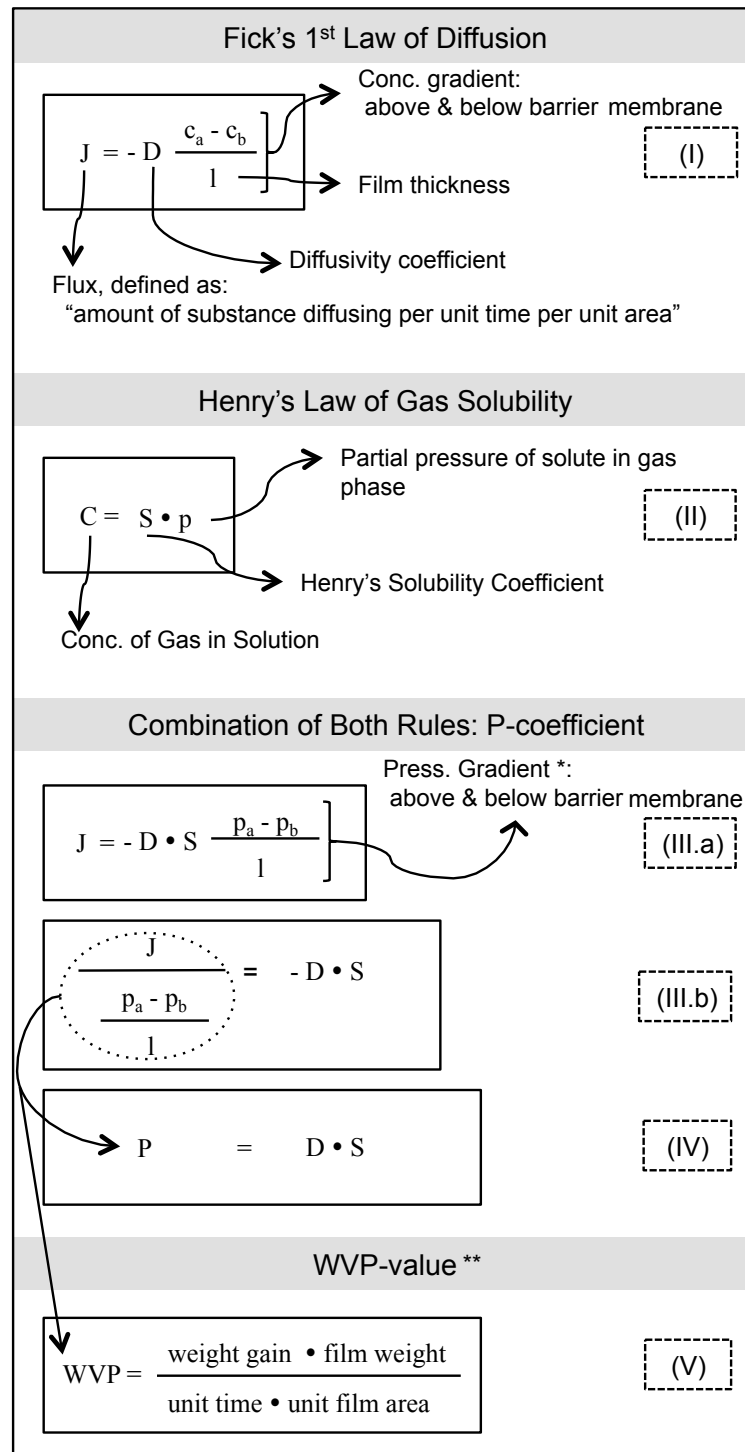 Fick's 1st Law of Diffusion
Conc. gradient:
above & below barrier membrane
J = - D (c_a - c_b) / l
(I)
Film thickness
Diffusivity coefficient
Flux, defined as:
“amount of substance diffusing per unit time per unit area”
Henry's Law of Gas Solubility
Partial pressure of solute in gas
phase
C = S • p
(II)
Henry's Solubility Coefficient
Conc. of Gas in Solution
Combination of Both Rules: P-coefficient
Press. Gradient *:
above & below barrier membrane
J = - D • S (p_a - p_b) / l
(III.a)
J / ((p_a - p_b) / l) = - D • S
(III.b)
P = D • S
(IV)
WVP-value **
WVP = weight gain • film weight
unit time • unit film area
(V)